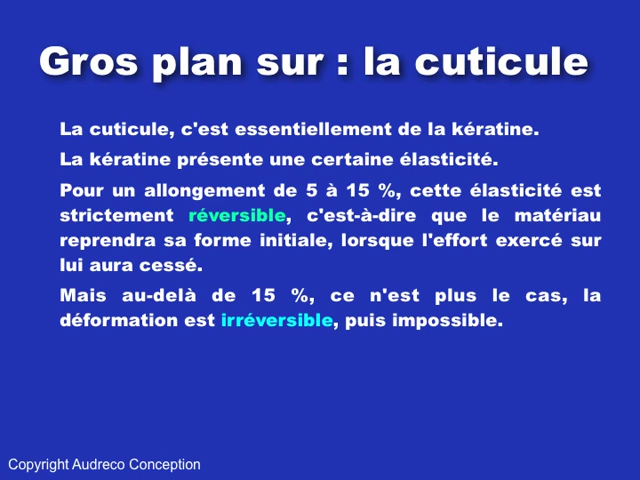 Gros plan sur : la cuticule
La cuticule, c'est essentiellement de la kératine.
La kératine présente une certaine élasticité.
Pour un allongement de 5 à 15 %, cette élasticité est
strictement réversible, c'est-à-dire que le matériau
reprendra sa forme initiale, lorsque l'effort exercé sur
lui aura cessé.
Mais au-delà de 15 %, ce n'est plus le cas, la
déformation est irréversible, puis impossible.
Copyright Audreco Conception